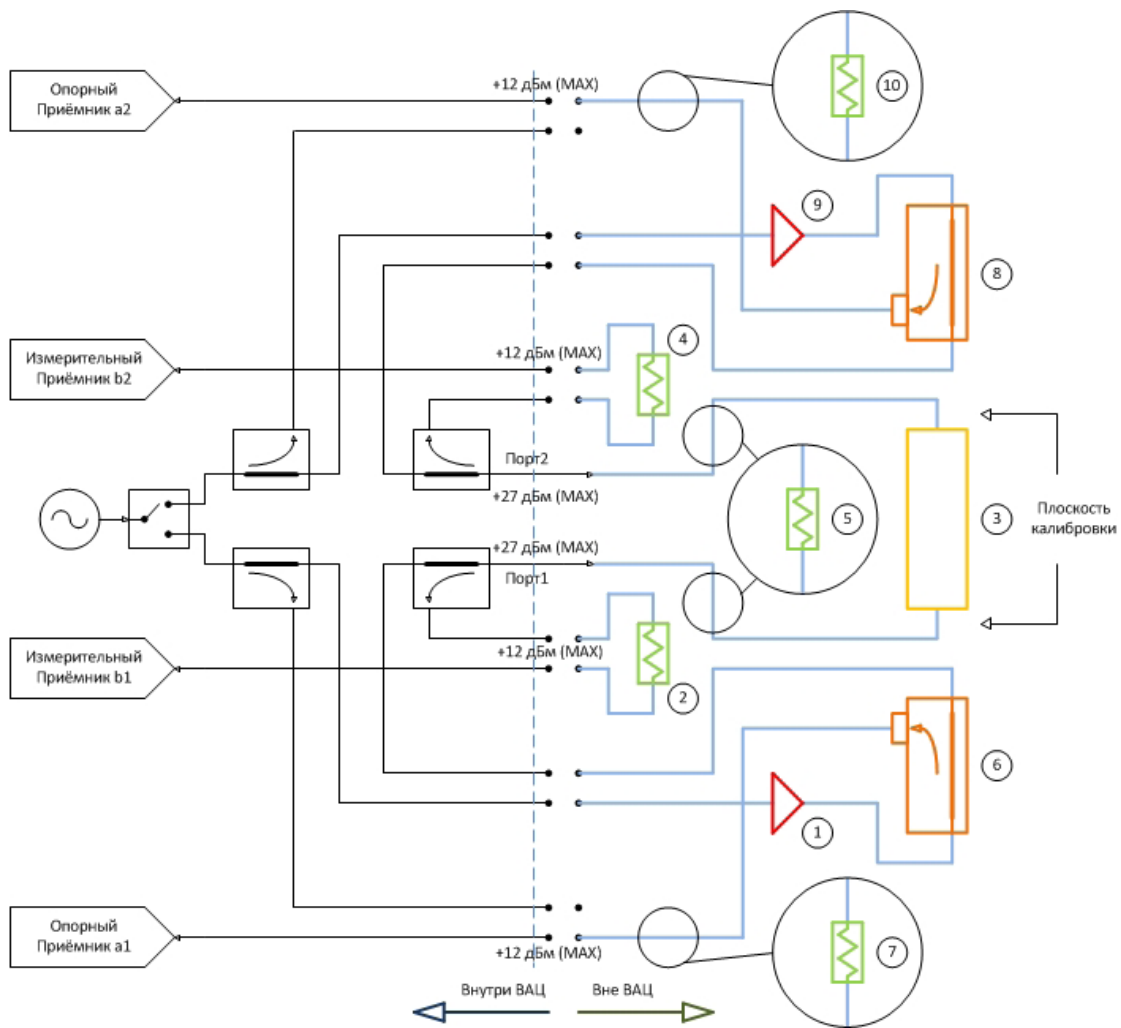 Опорный
Приёмник a2
+12 дБм (MAX)
10
9
8
Измерительный
Приёмник b2
+12 дБм (MAX)
4
Порт2
+27 дБм (MAX)
5
3
Плоскость
калибровки
+27 дБм (MAX)
Порт1
Измерительный
Приёмник b1
+12 дБм (MAX)
2
6
1
Опорный
Приёмник a1
+12 дБм (MAX)
7
Внутри ВАЦ
Вне ВАЦ